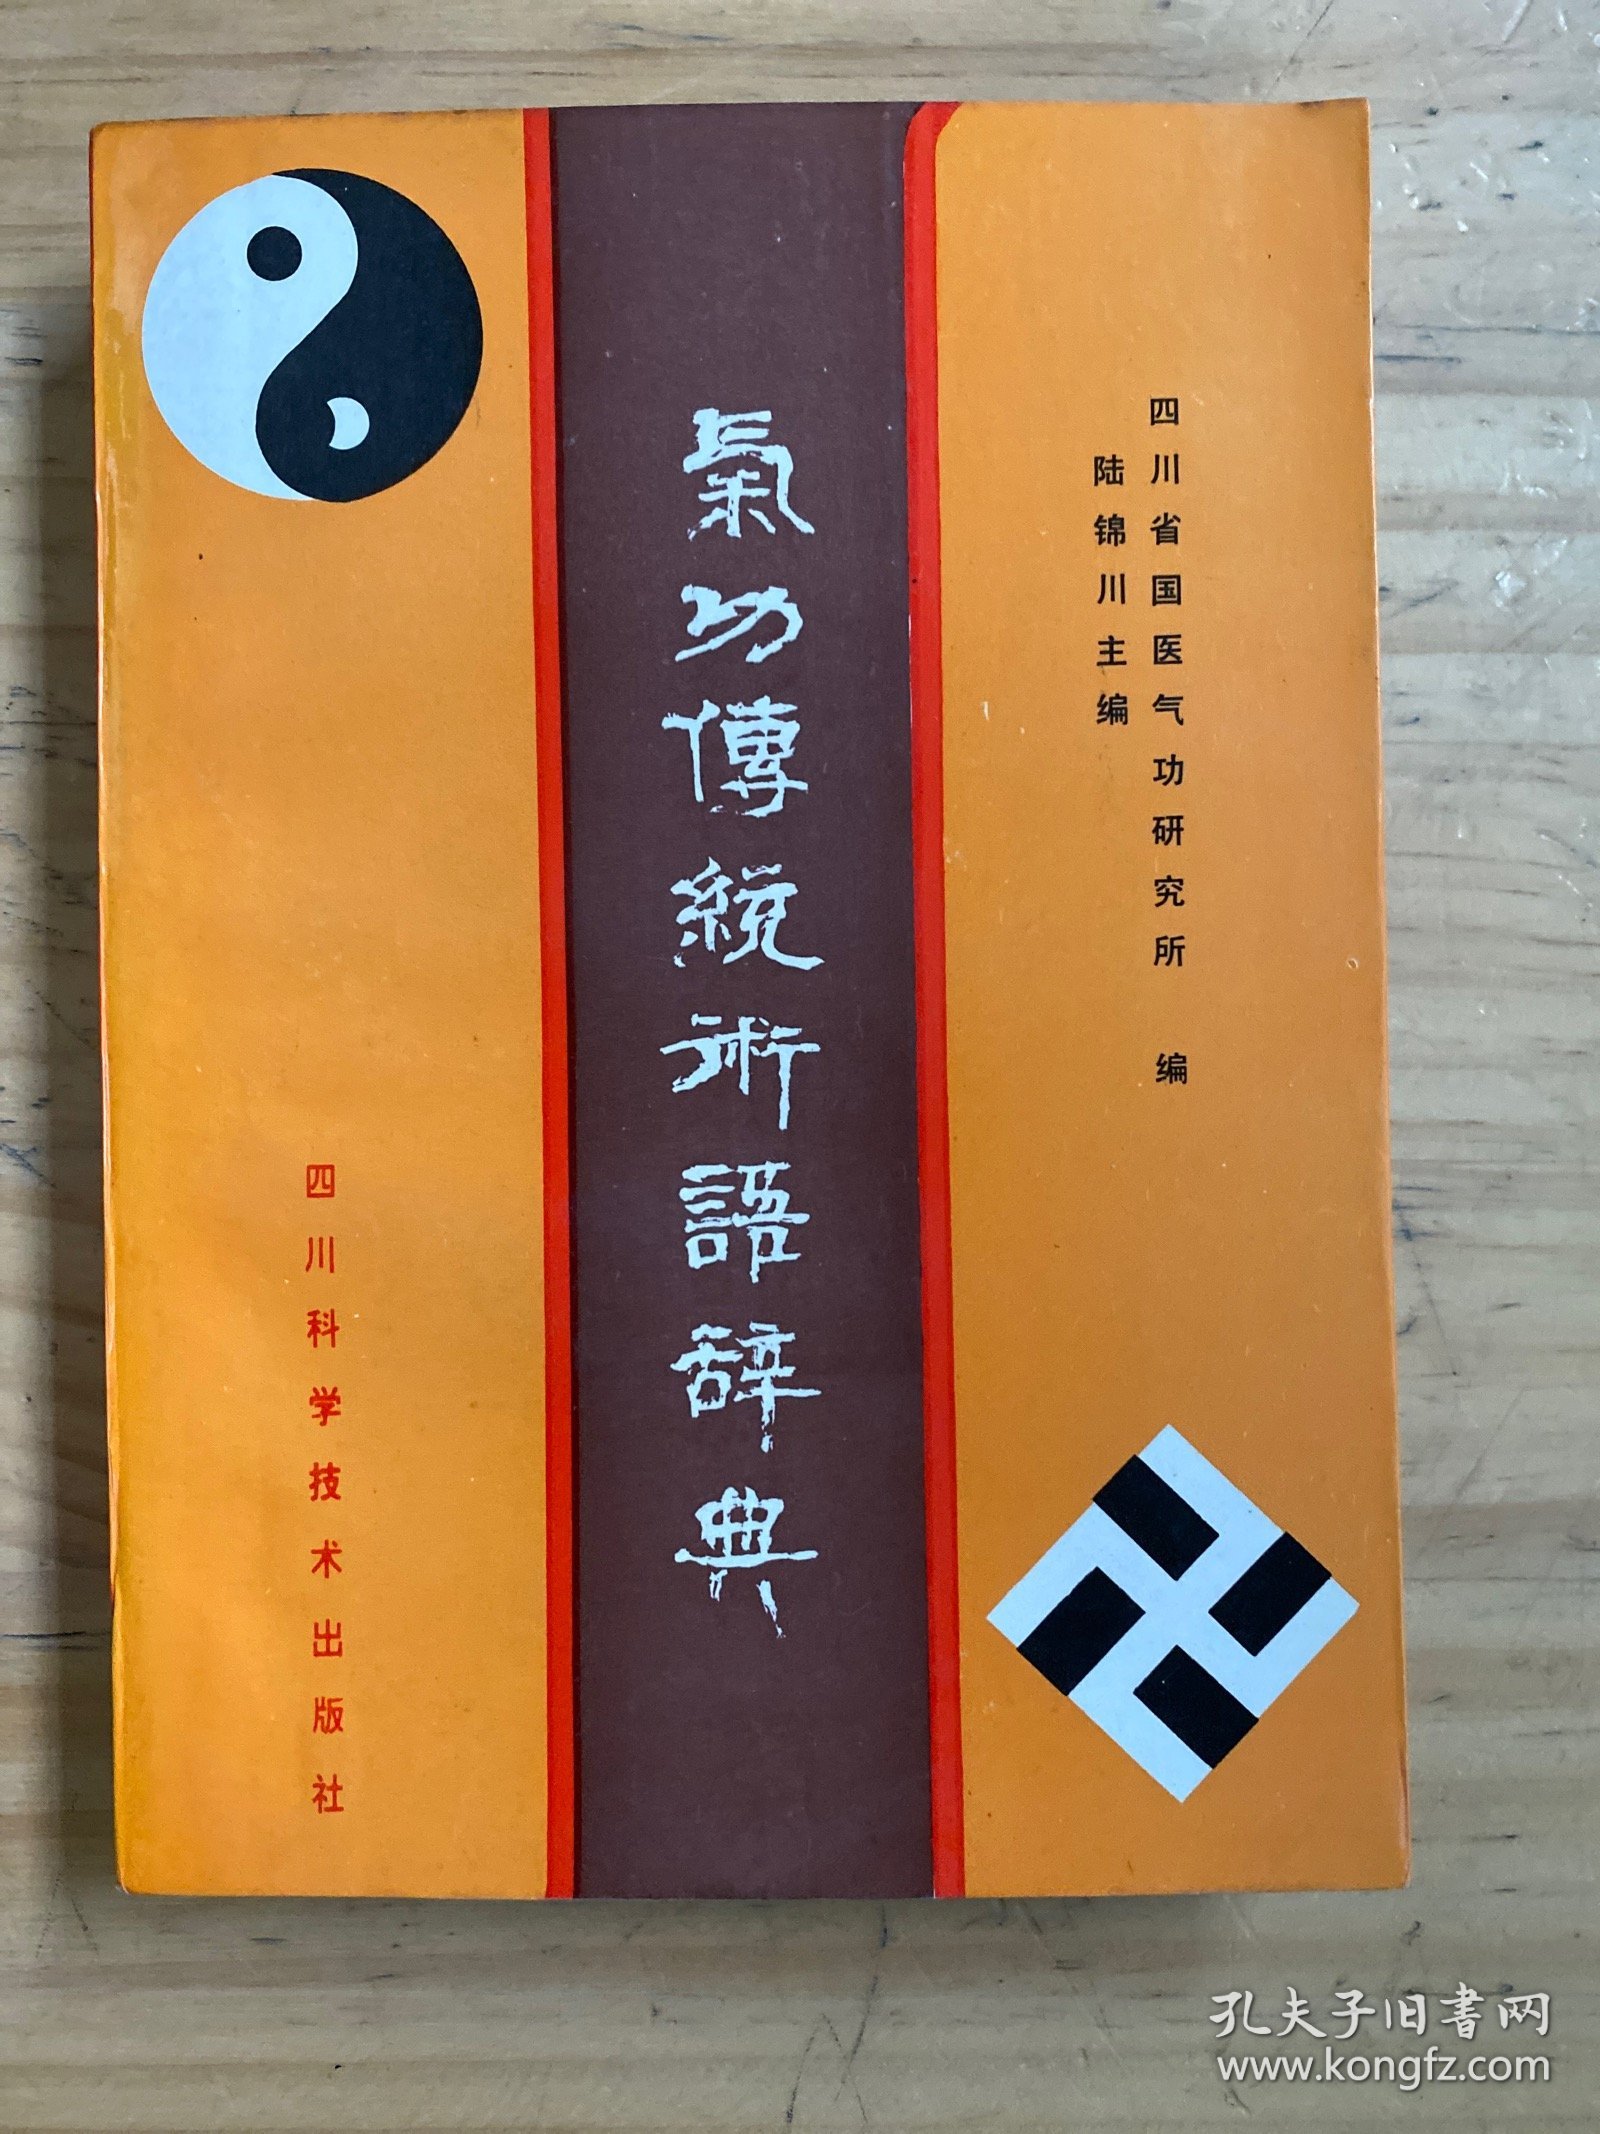 四川省国医气功研究所 编
陆锦川主编
氣功傳統術語辞典
四川科学技术出版社
孔夫子旧書网
www.kongfz.com